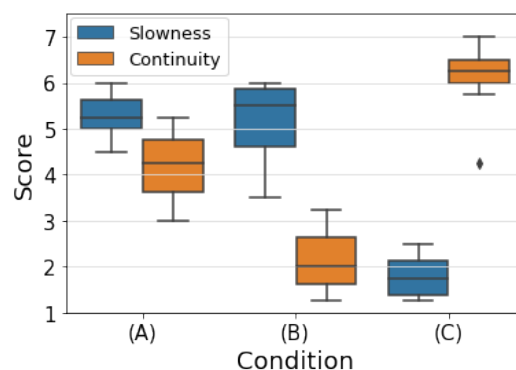 7
6
5
4
3
2
1
Score
Slowness
Continuity
(A)
(B)
(C)
Condition